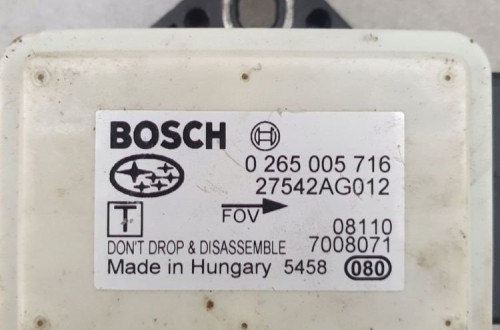 BOSCH
0 265 005 716
27542AG012
T
FOV
08110
DON'T DROP & DISASSEMBLE 7008071
Made in Hungary 5458 080